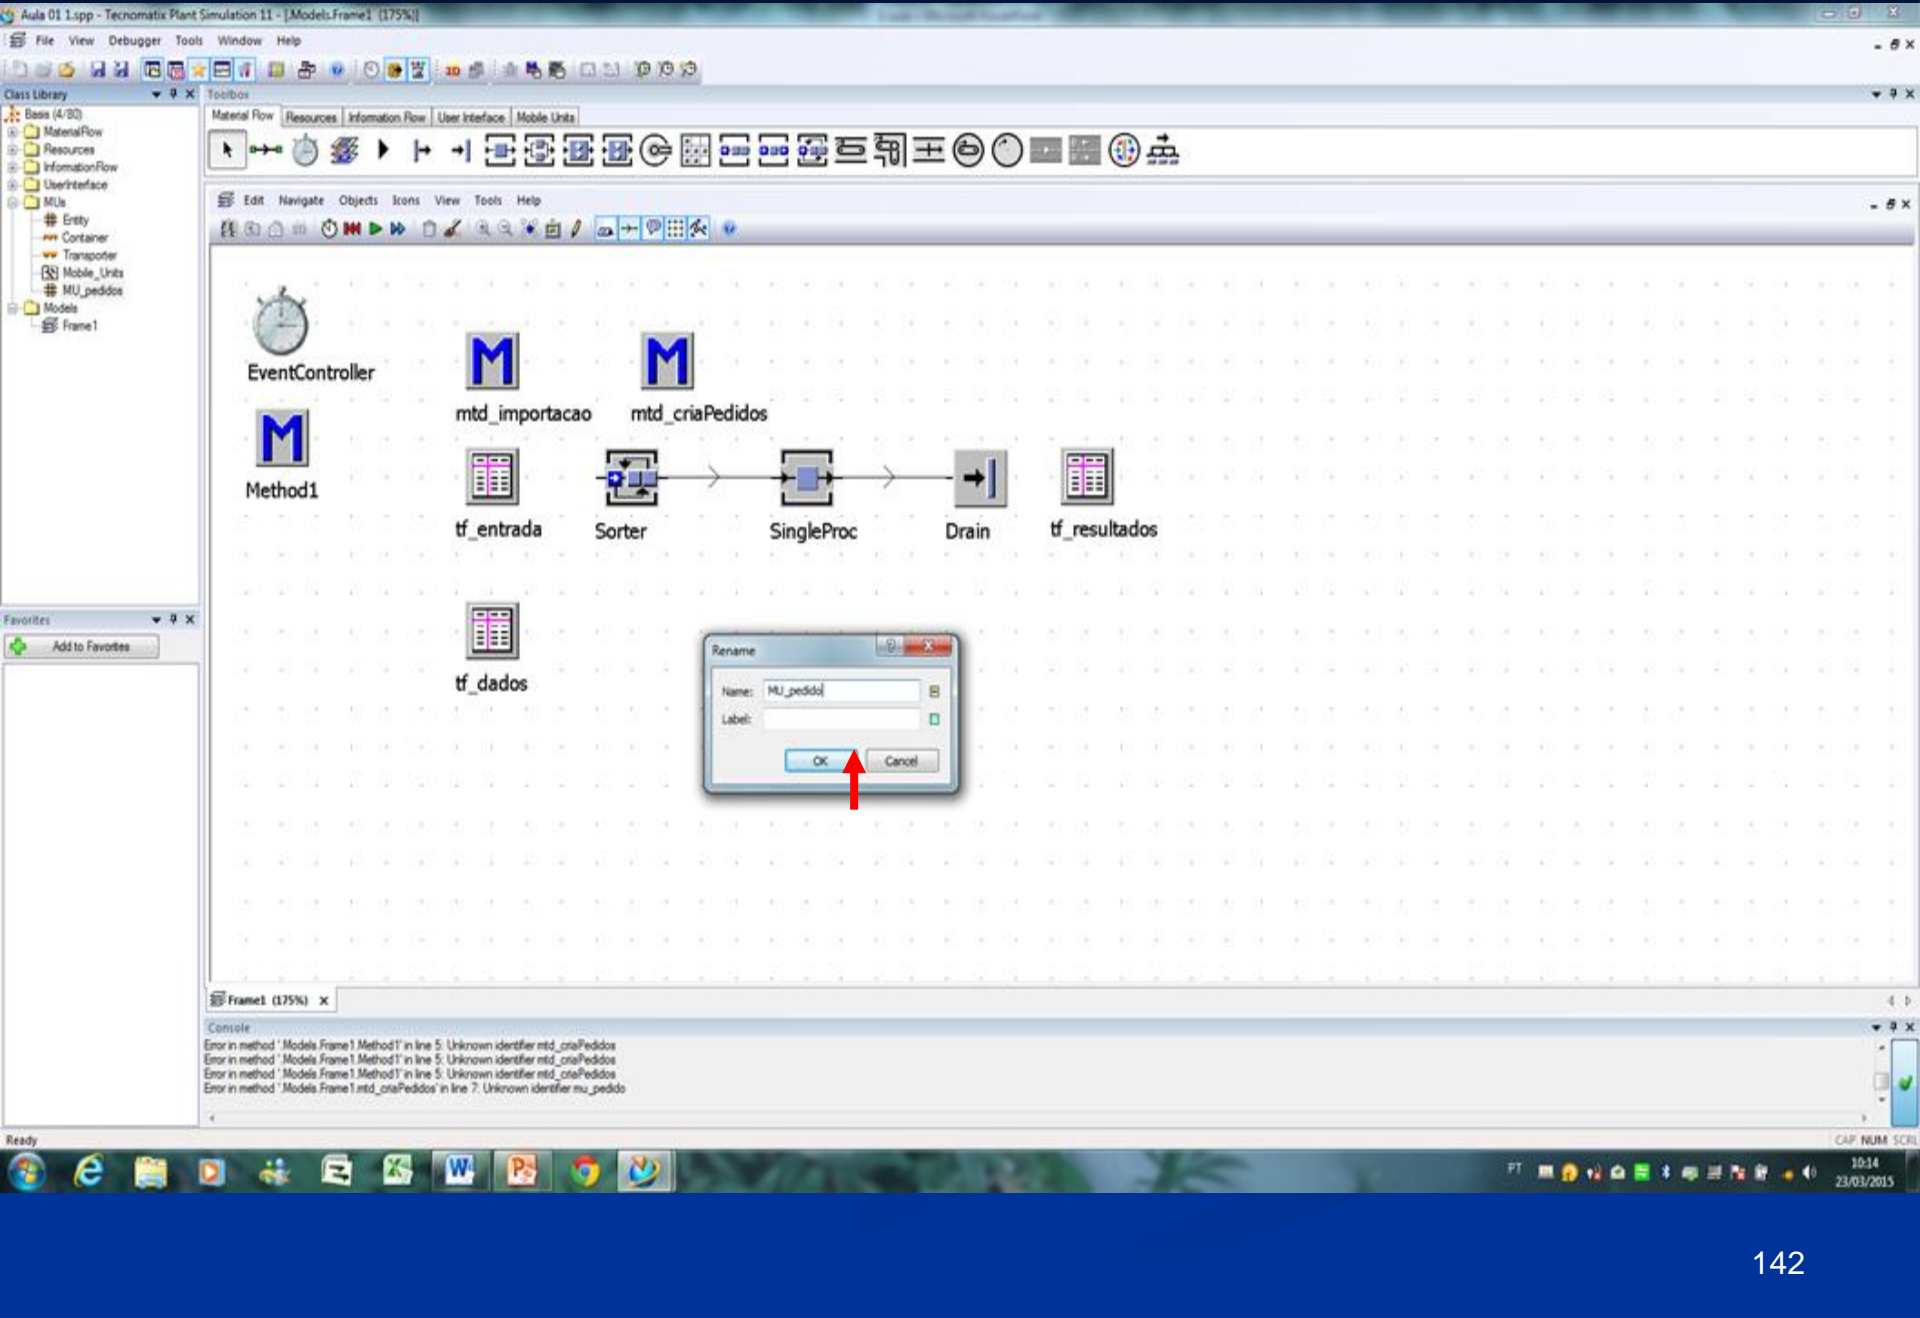 Aula 01 1.spp - Tecnomatix Plant Simulation 11 - [.Models.Frame1 (175%)]
File View Debugger Tools Window Help
Class Library
Toolbox
Basis (4/80)
MaterialFlow
Resources
InformationFlow
UserInterface
MUs
Entity
Container
Transporter
Mobile_Units
MU_pedidos
Models
Frame1
Material Flow Resources Information Flow User Interface Mobile Units
Edit Navigate Objects Icons View Tools Help
EventController
M
mtd_importacao
M
mtd_criaPedidos
M
Method1
tf_entrada
Sorter
SingleProc
Drain
tf_resultados
tf_dados
Favorites
Add to Favorites
Rename
Name: MU_pedido
Label:
OK Cancel
Frame1 (175%)
Console
Error in method '.Models.Frame1.Method1' in line 5: Unknown identifier mtd_criaPedidos
Error in method '.Models.Frame1.Method1' in line 5: Unknown identifier mtd_criaPedidos
Error in method '.Models.Frame1.Method1' in line 5: Unknown identifier mtd_criaPedidos
Error in method '.Models.Frame1.mtd_criaPedidos' in line 7: Unknown identifier mu_pedido
Ready
CAP NUM SCRL
PT
10:14
23/03/2015
142